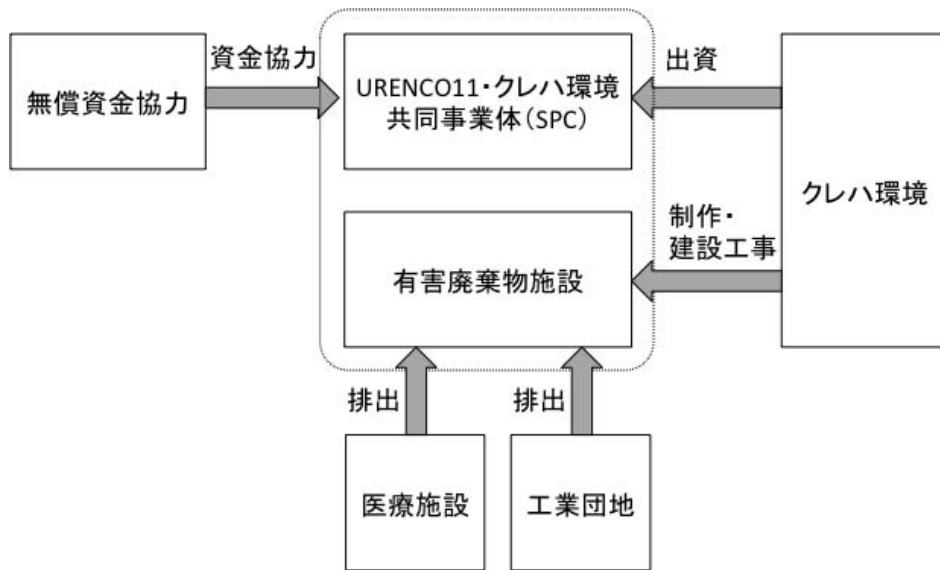 無償資金協力
資金協力
URENCO11・クレハ環境
共同事業体(SPC)
出資
クレハ環境
制作・
建設工事
有害廃棄物施設
排出
排出
医療施設
工業団地